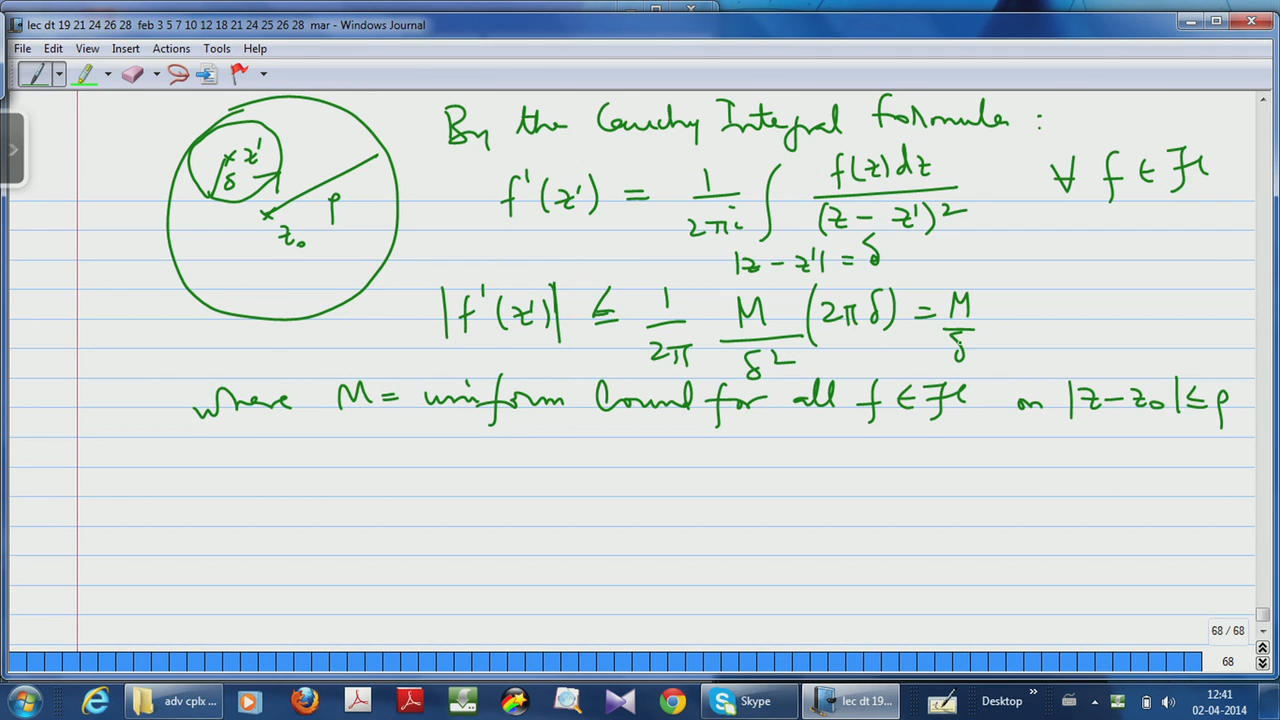 lec dt 19 21 24 26 28 feb 3 5 7 10 12 18 21 24 25 26 28 mar - Windows Journal
File Edit View Insert Actions Tools Help
z'
δ
ρ
z₀
By the Cauchy Integral formula :
f'(z') = 1/2πi ∫ f(z)dz/(z - z')² ∀ f ∈ ℱ
|z - z'| = δ
|f'(z')| ≤ 1/2π M/δ² (2πδ) = M/δ
where M = uniform bound for all f ∈ ℱ on |z-z₀| ≤ ρ
68 / 68
68
adv cplx ...
Skype
lec dt 19...
Desktop
12:41
02-04-2014